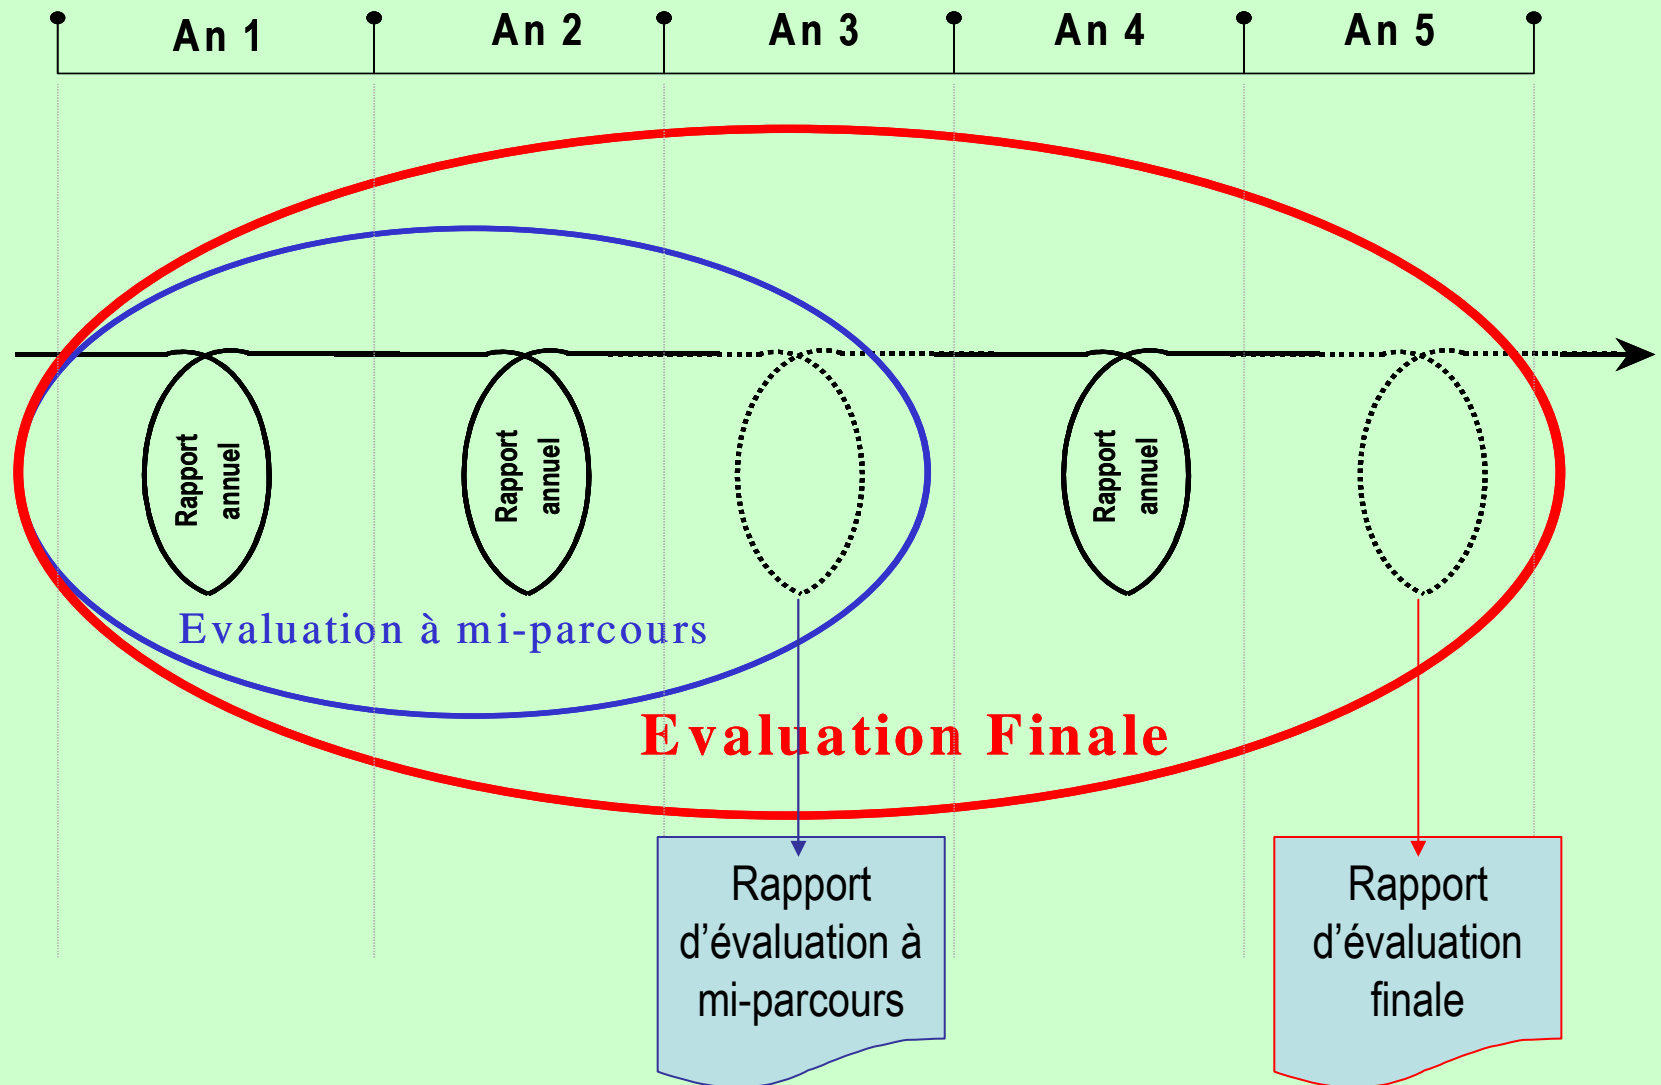 An 1
An 2
An 3
An 4
An 5
Rapport
annuel
Rapport
annuel
Rapport
annuel
Evaluation à mi-parcours
Evaluation Finale
Rapport
d’évaluation à
mi-parcours
Rapport
d’évaluation
finale